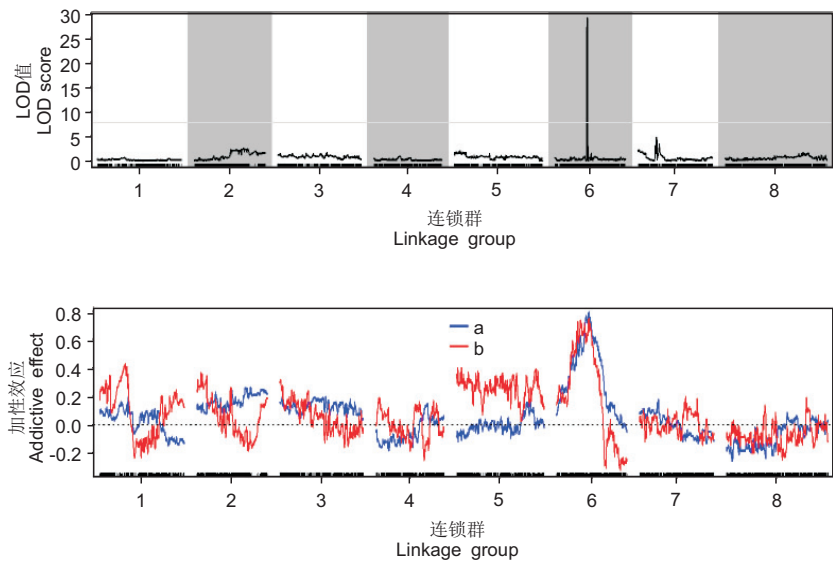 30
25
20
15
10
5
0
LOD值
LOD score
1 2 3 4 5 6 7 8
连锁群
Linkage group
0.8
0.6
0.4
0.2
0.0
-0.2
加性效应
Addictive effect
a
b
1 2 3 4 5 6 7 8
连锁群
Linkage group